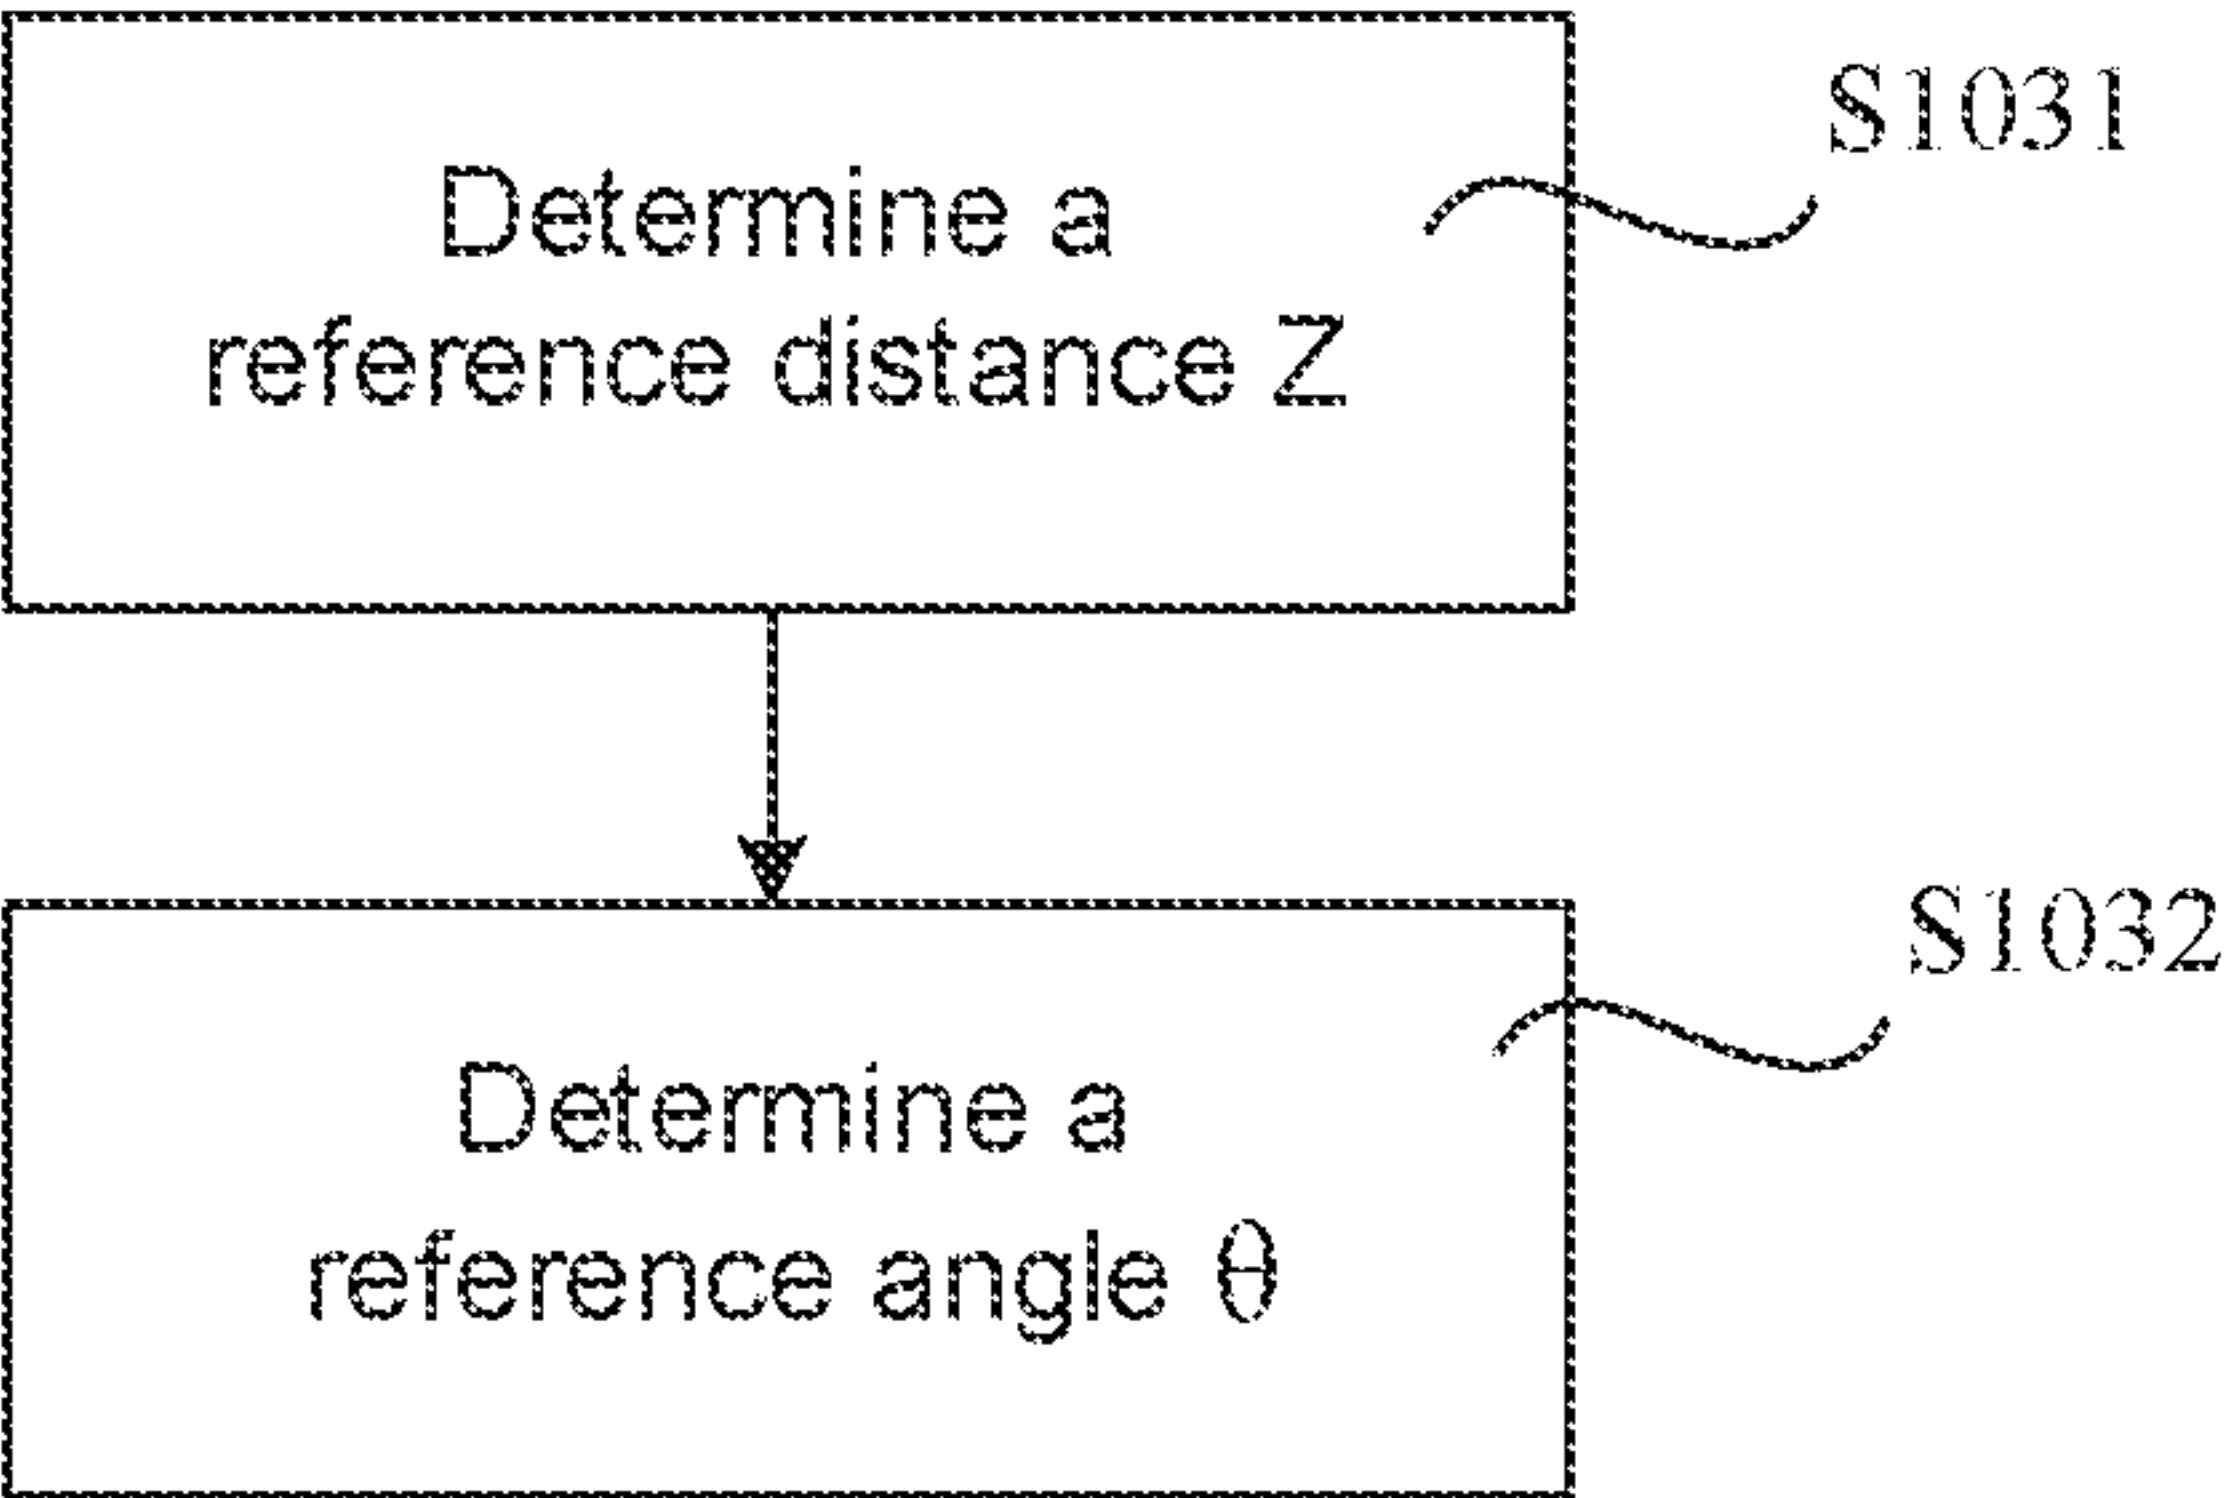 S1031
Determine a
reference distance Z
S1032
Determine a
reference angle θ